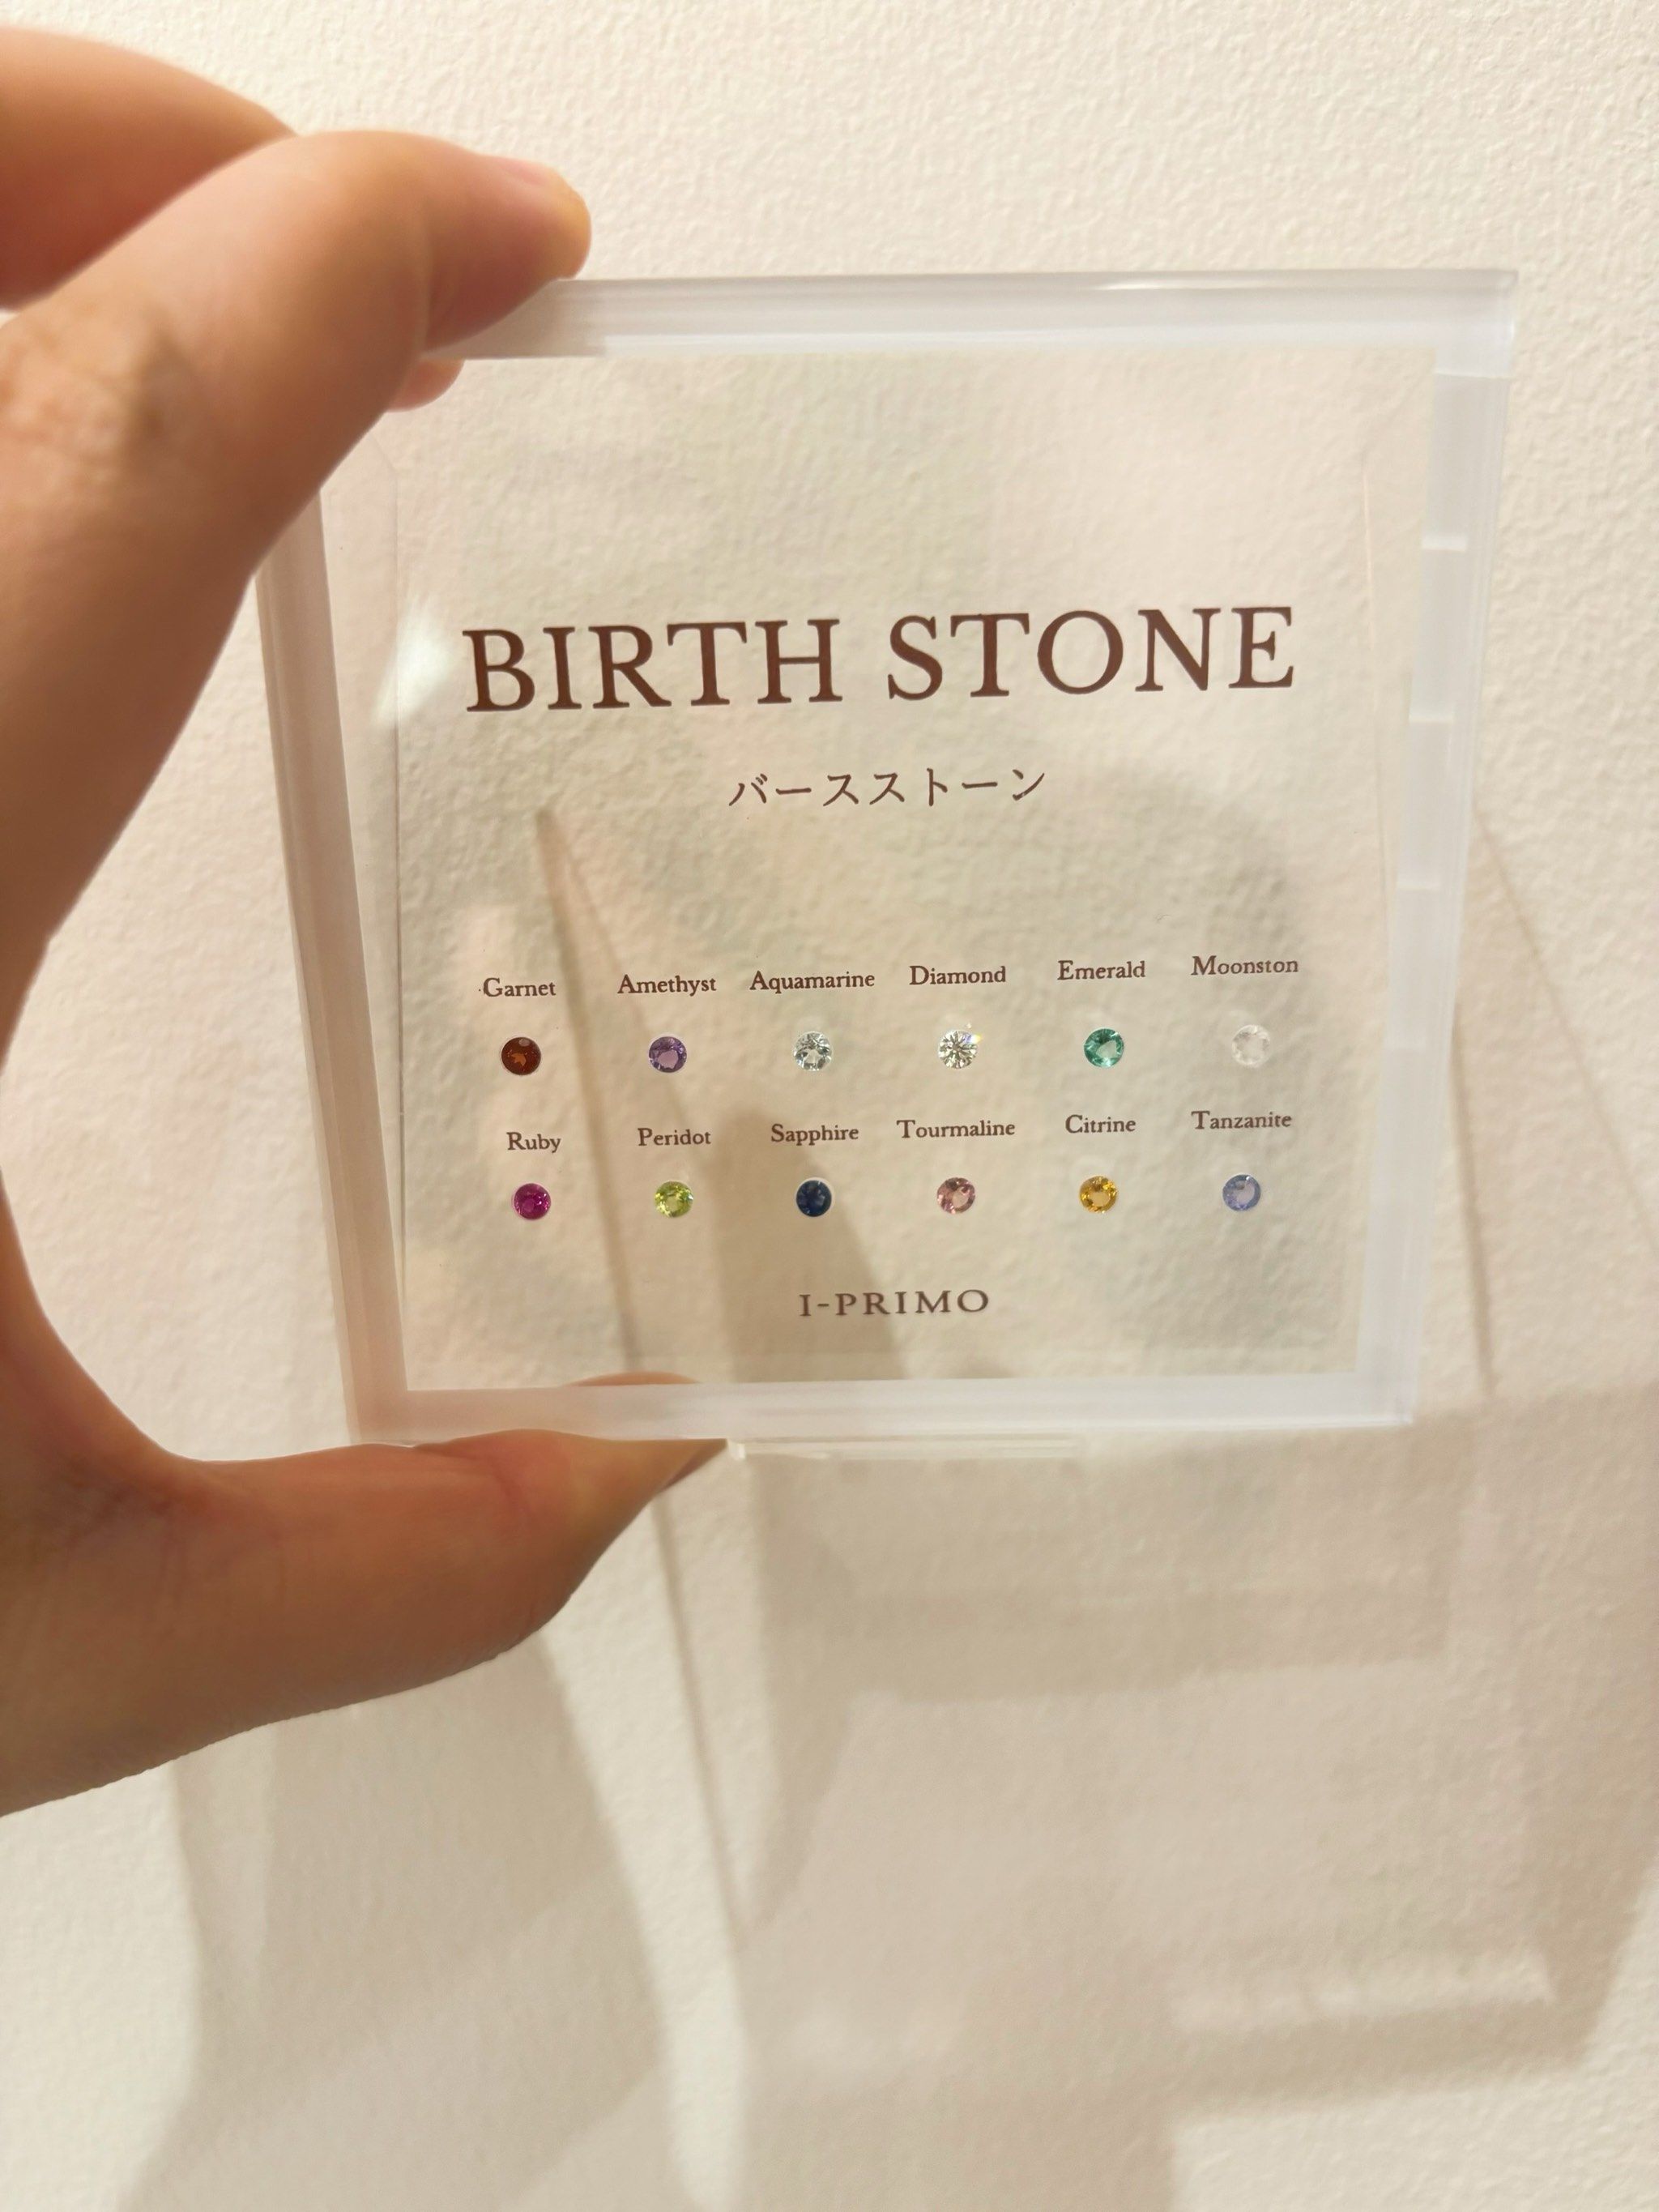 BIRTH STONE
バースストーン
Garnet Amethyst Aquamarine Diamond Emerald Moonston
Ruby Peridot Sapphire Tourmaline Citrine Tanzanite
I-PRIMO